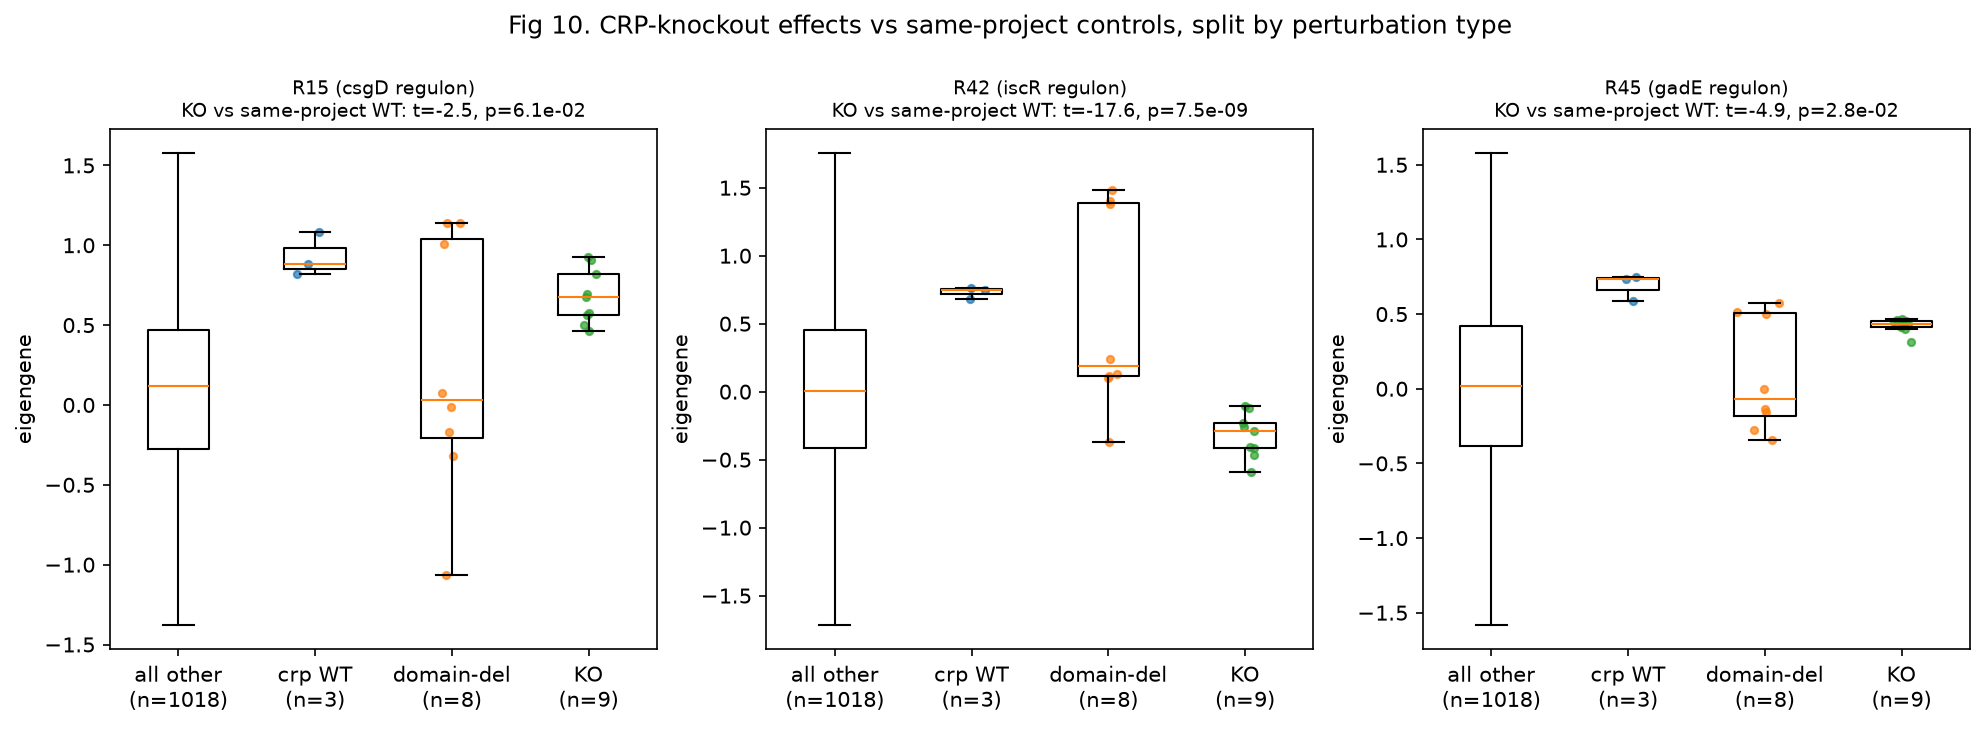 Fig 10. CRP-knockout effects vs same-project controls, split by perturbation type
R15 (csgD regulon)
KO vs same-project WT: t=-2.5, p=6.1e-02
eigengene
1.5
1.0
0.5
0.0
−0.5
−1.0
−1.5
all other
(n=1018)
crp WT
(n=3)
domain-del
(n=8)
KO
(n=9)
R42 (iscR regulon)
KO vs same-project WT: t=-17.6, p=7.5e-09
eigengene
1.5
1.0
0.5
0.0
−0.5
−1.0
−1.5
all other
(n=1018)
crp WT
(n=3)
domain-del
(n=8)
KO
(n=9)
R45 (gadE regulon)
KO vs same-project WT: t=-4.9, p=2.8e-02
eigengene
1.5
1.0
0.5
0.0
−0.5
−1.0
−1.5
all other
(n=1018)
crp WT
(n=3)
domain-del
(n=8)
KO
(n=9)